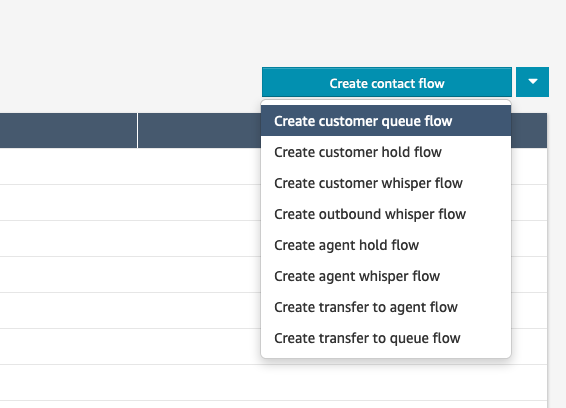 Create contact flow
Create customer queue flow
Create customer hold flow
Create customer whisper flow
Create outbound whisper flow
Create agent hold flow
Create agent whisper flow
Create transfer to agent flow
Create transfer to queue flow